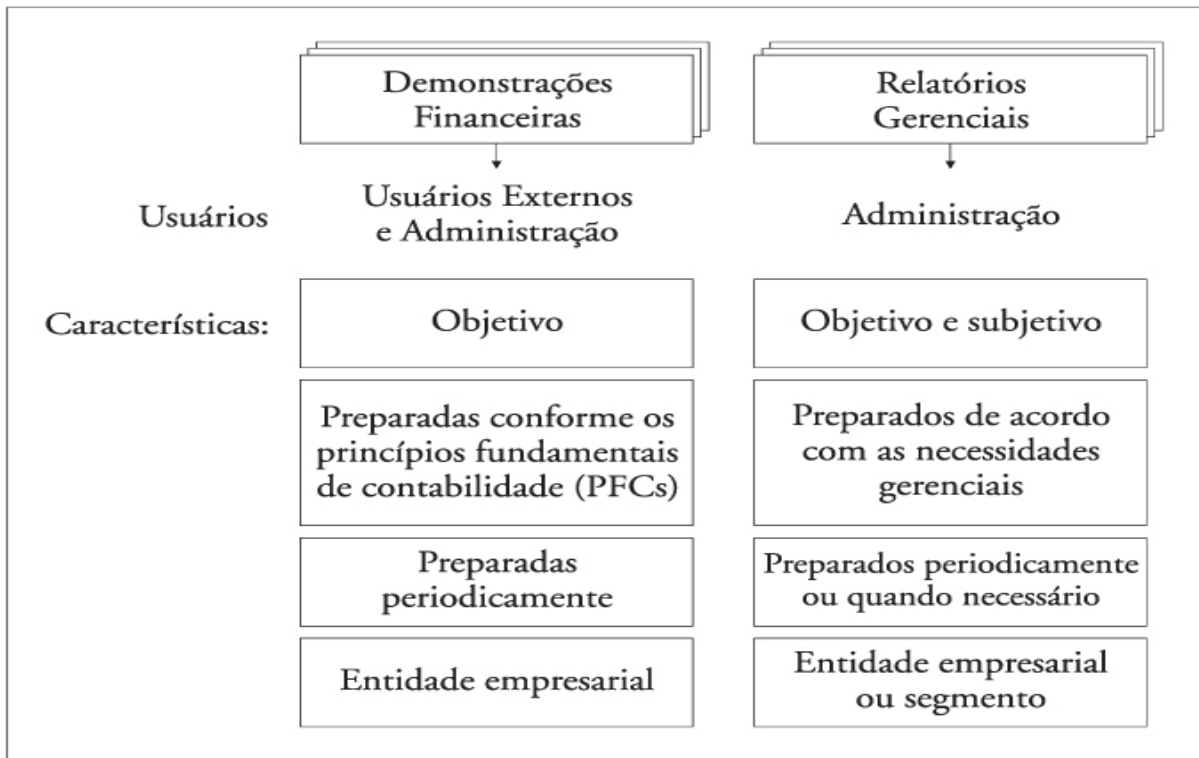 Demonstrações
Financeiras
Relatórios
Gerenciais
Usuários
Usuários Externos
e Administração
Administração
Características:
Objetivo
Objetivo e subjetivo
Preparadas conforme os
princípios fundamentais
de contabilidade (PFCs)
Preparados de acordo
com as necessidades
gerenciais
Preparadas
periodicamente
Preparados periodicamente
ou quando necessário
Entidade empresarial
Entidade empresarial
ou segmento